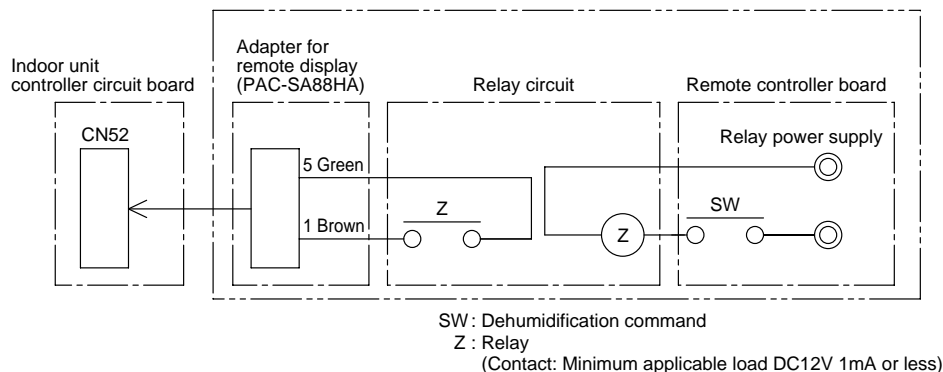 Indoor unit
controller circuit board
CN52
Adapter for
remote display
(PAC-SA88HA)
5 Green
1 Brown
Relay circuit
Z
Z
Remote controller board
Relay power supply
SW
SW : Dehumidification command
Z : Relay
(Contact: Minimum applicable load DC12V 1mA or less)